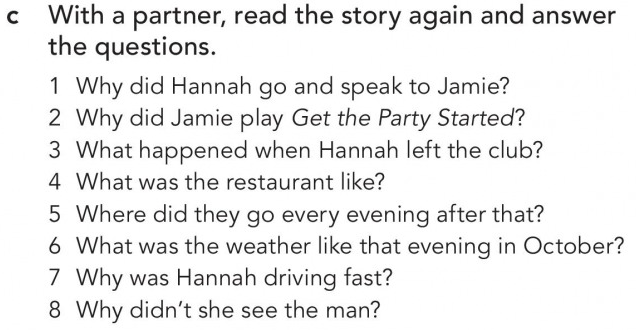 c With a partner, read the story again and answer
the questions.
1 Why did Hannah go and speak to Jamie?
2 Why did Jamie play Get the Party Started?
3 What happened when Hannah left the club?
4 What was the restaurant like?
5 Where did they go every evening after that?
6 What was the weather like that evening in October?
7 Why was Hannah driving fast?
8 Why didn't she see the man?